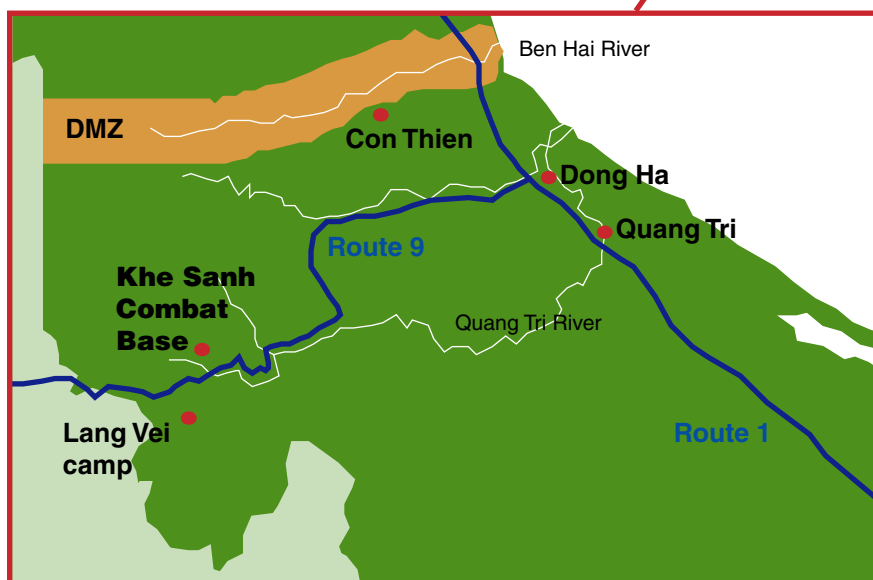 Ben Hai River
DMZ
Con Thien
Dong Ha
Quang Tri
Route 9
Khe Sanh
Combat
Base
Quang Tri River
Lang Vei
camp
Route 1